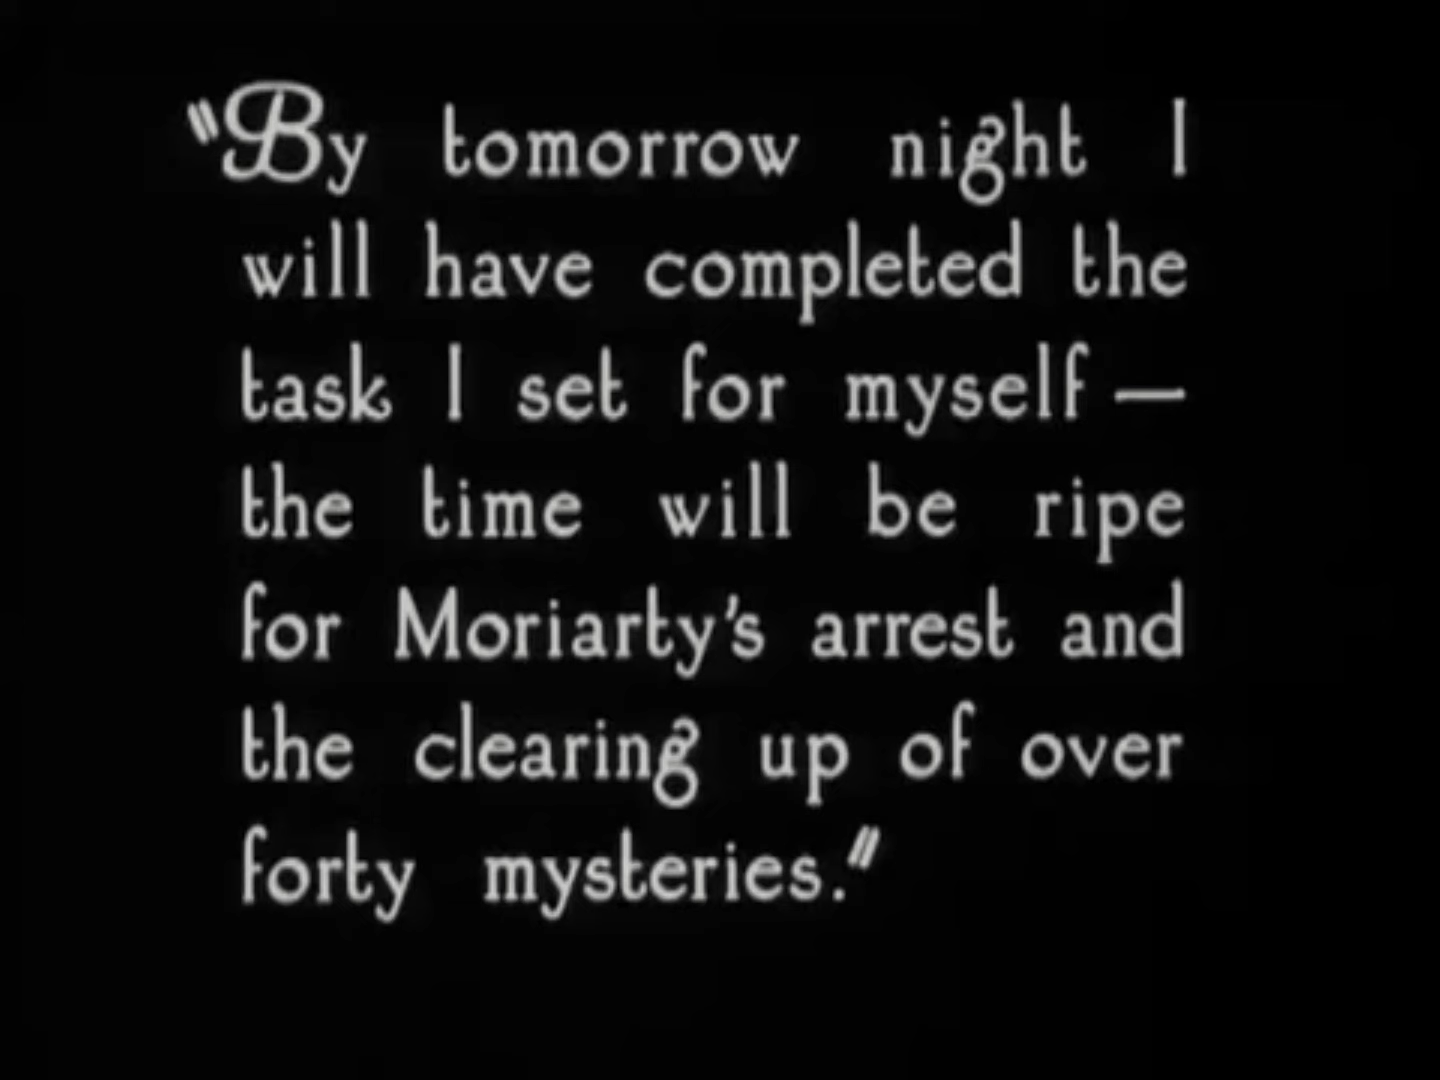 "By tomorrow night I
will have completed the
task I set for myself —
the time will be ripe
for Moriarty's arrest and
the clearing up of over
forty mysteries."